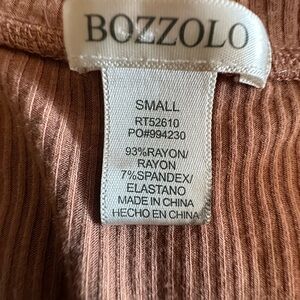 BOZZOLO
SMALL
RT52610
PO#994230
93%RAYON/
RAYON
7%SPANDEX/
ELASTANO
MADE IN CHINA
HECHO EN CHINA